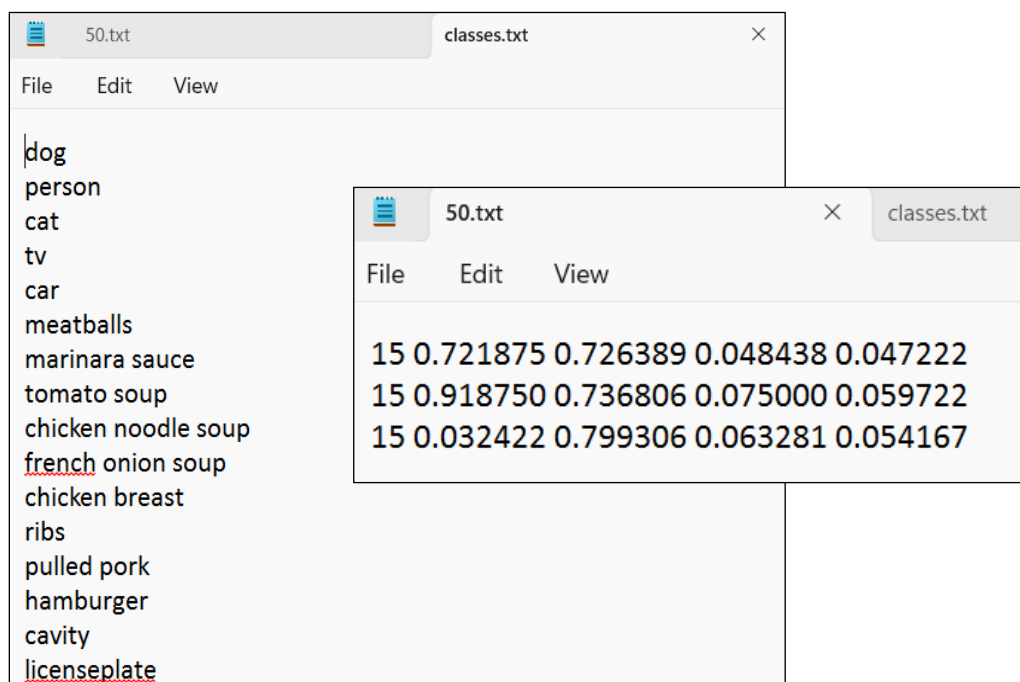 50.txt classes.txt
File Edit View
dog
person
cat
tv
car
meatballs
marinara sauce
tomato soup
chicken noodle soup
french onion soup
chicken breast
ribs
pulled pork
hamburger
cavity
licenseplate
50.txt classes.txt
File Edit View
15 0.721875 0.726389 0.048438 0.047222
15 0.918750 0.736806 0.075000 0.059722
15 0.032422 0.799306 0.063281 0.054167